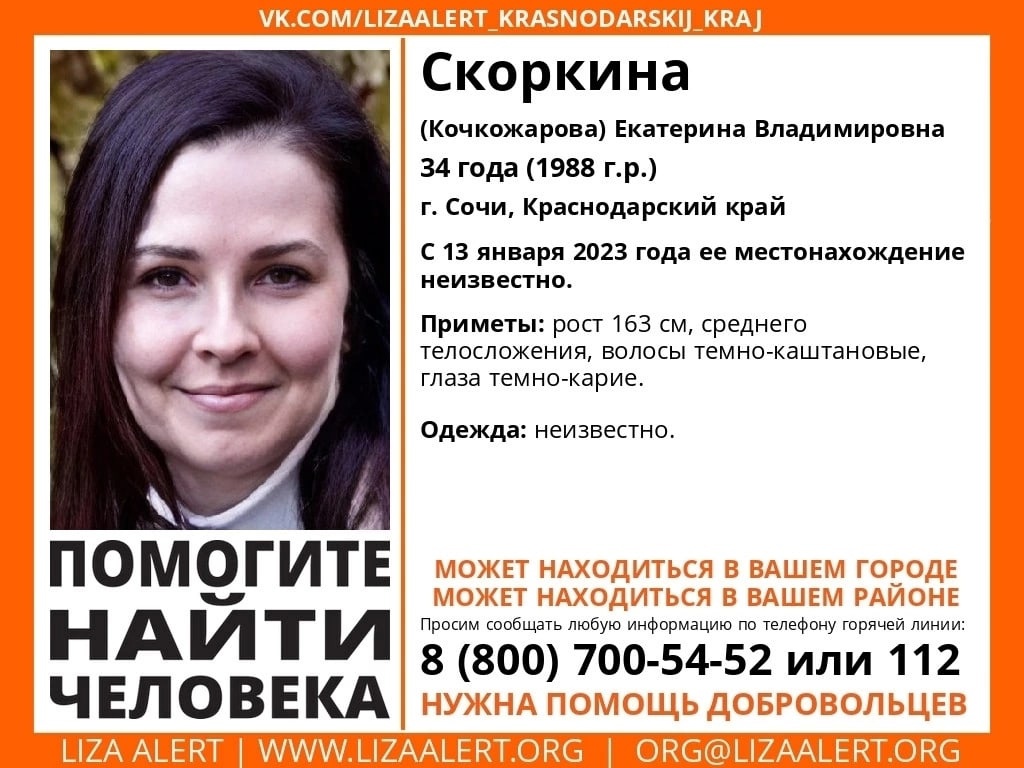 VK.COM/LIZAALERT_KRASNODARSKIJ_KRAJ
Скоркина
(Кочкожарова) Екатерина Владимировна
34 года (1988 г.р.)
г. Сочи, Краснодарский край
С 13 января 2023 года ее местонахождение
неизвестно.
Приметы: рост 163 см, среднего
телосложения, волосы темно-каштановые,
глаза темно-карие.
Одежда: неизвестно.
ПОМОГИТЕ
НАЙТИ
ЧЕЛОВЕКА
МОЖЕТ НАХОДИТЬСЯ В ВАШЕМ ГОРОДЕ
МОЖЕТ НАХОДИТЬСЯ В ВАШЕМ РАЙОНЕ
Просим сообщать любую информацию по телефону горячей линии:
8 (800) 700-54-52 или 112
НУЖНА ПОМОЩЬ ДОБРОВОЛЬЦЕВ
LIZA ALERT | WWW.LIZAALERT.ORG | ORG@LIZAALERT.ORG